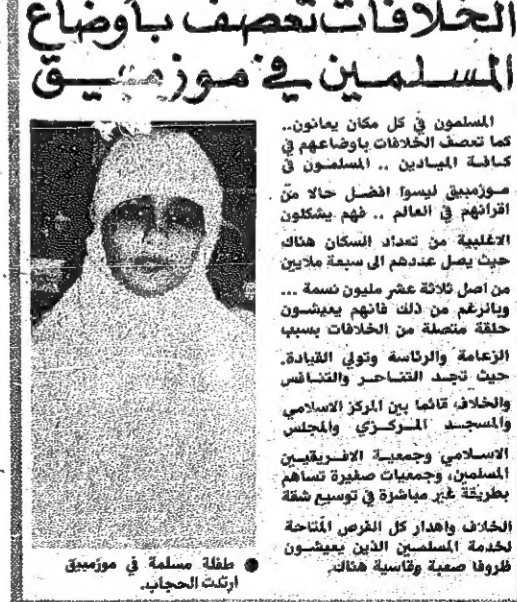 الخلافات تعصف بأوضاع
المسلمين في موزمبيق
المسلمون في كل مكان يعانون..
كما تعصف الخلافات باوضاعهم في
كافة الميادين .. المسلمون في
موزمبيق ليسوا افضل حالا من
اقرانهم في العالم .. فهم يشكلون
الاغلبية من تعداد السكان هناك
حيث يصل عددهم الى سبعة ملايين
من اصل ثلاثة عشر مليون نسمة ...
وبالرغم من ذلك فانهم يعيشون
حلقة متصلة من الخلافات بسبب
الزعامة والرئاسة وتولي القيادة.
حيث تجد التناحر والتنافس
والخلاف قائما بين المركز الاسلامي
والمسجد المركزي والمجلس
الاسلامي وجمعية الافريقيين
المسلمين، وجمعيات صغيرة تساهم
بطريقة غير مباشرة في توسيع شقة
الخلاف واهدار كل الفرص المتاحة
لخدمة المسلمين الذين يعيشون
ظروفا صعبة وقاسية هناك.
● طفلة مسلمة في موزمبيق
ارتدت الحجاب.